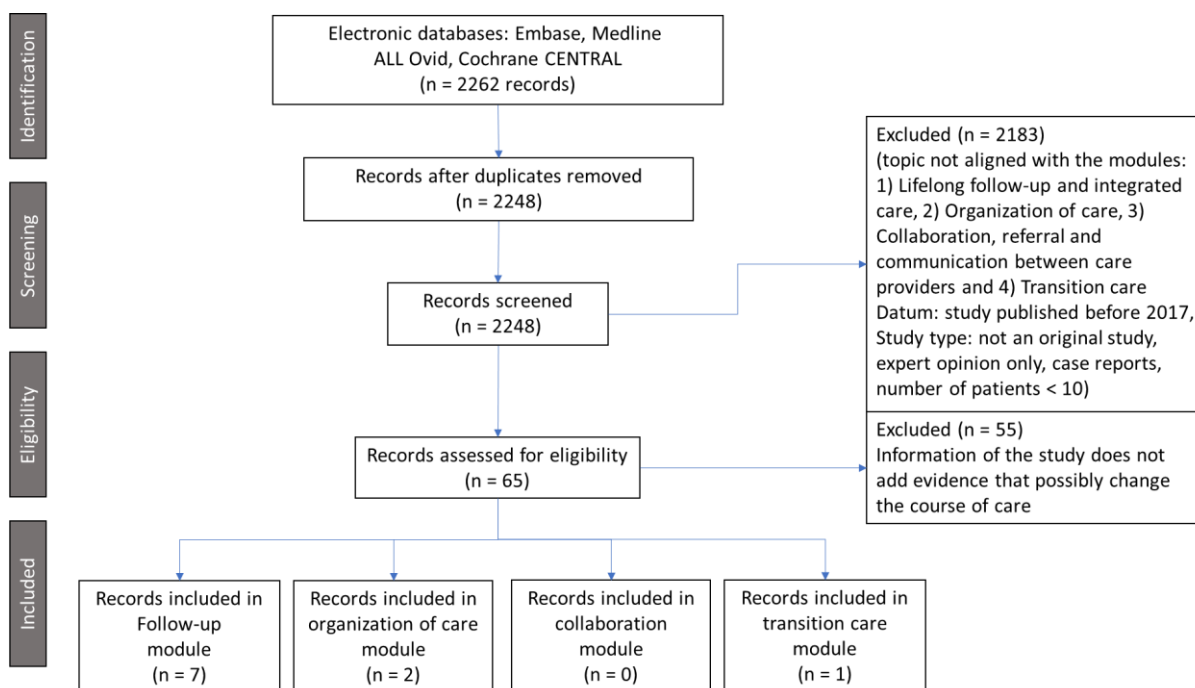 Identification
Electronic databases: Embase, Medline
ALL Ovid, Cochrane CENTRAL
(n = 2262 records)
Screening
Records after duplicates removed
(n = 2248)
Records screened
(n = 2248)
Excluded (n = 2183)
(topic not aligned with the modules:
1) Lifelong follow-up and integrated
care, 2) Organization of care, 3)
Collaboration, referral and
communication between care
providers and 4) Transition care
Datum: study published before 2017,
Study type: not an original study,
expert opinion only, case reports,
number of patients < 10)
Eligibility
Records assessed for eligibility
(n = 65)
Excluded (n = 55)
Information of the study does not
add evidence that possibly change
the course of care
Included
Records included in
Follow-up
module
(n = 7)
Records included in
organization of care
module
(n = 2)
Records included in
collaboration module
(n = 0)
Records included in
transition care
module
(n = 1)